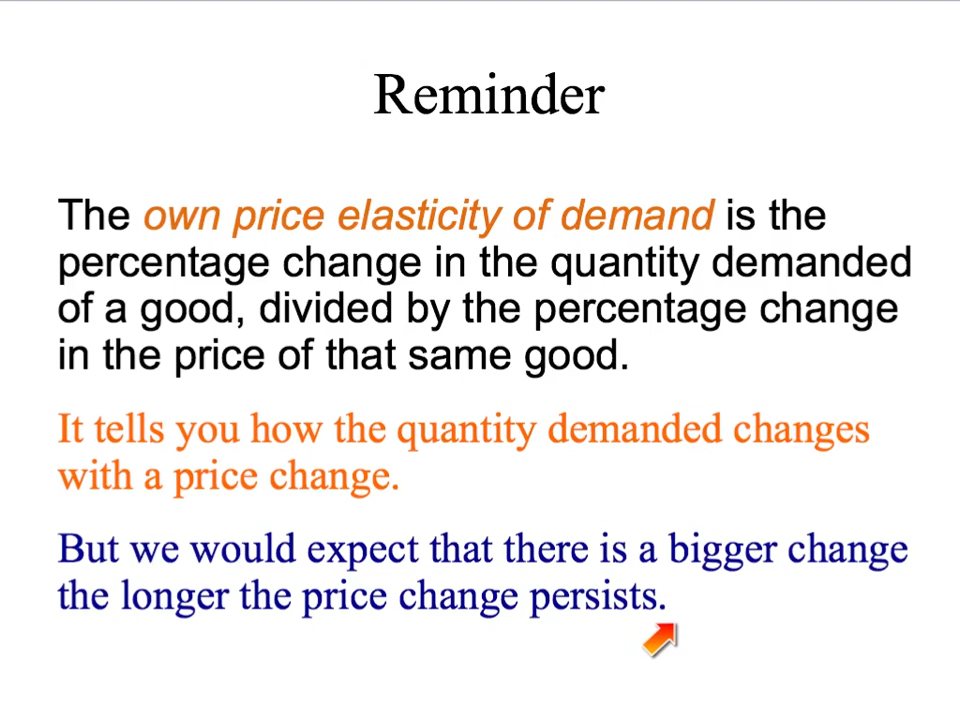 Reminder
The own price elasticity of demand is the
percentage change in the quantity demanded
of a good, divided by the percentage change
in the price of that same good.
It tells you how the quantity demanded changes
with a price change.
But we would expect that there is a bigger change
the longer the price change persists.